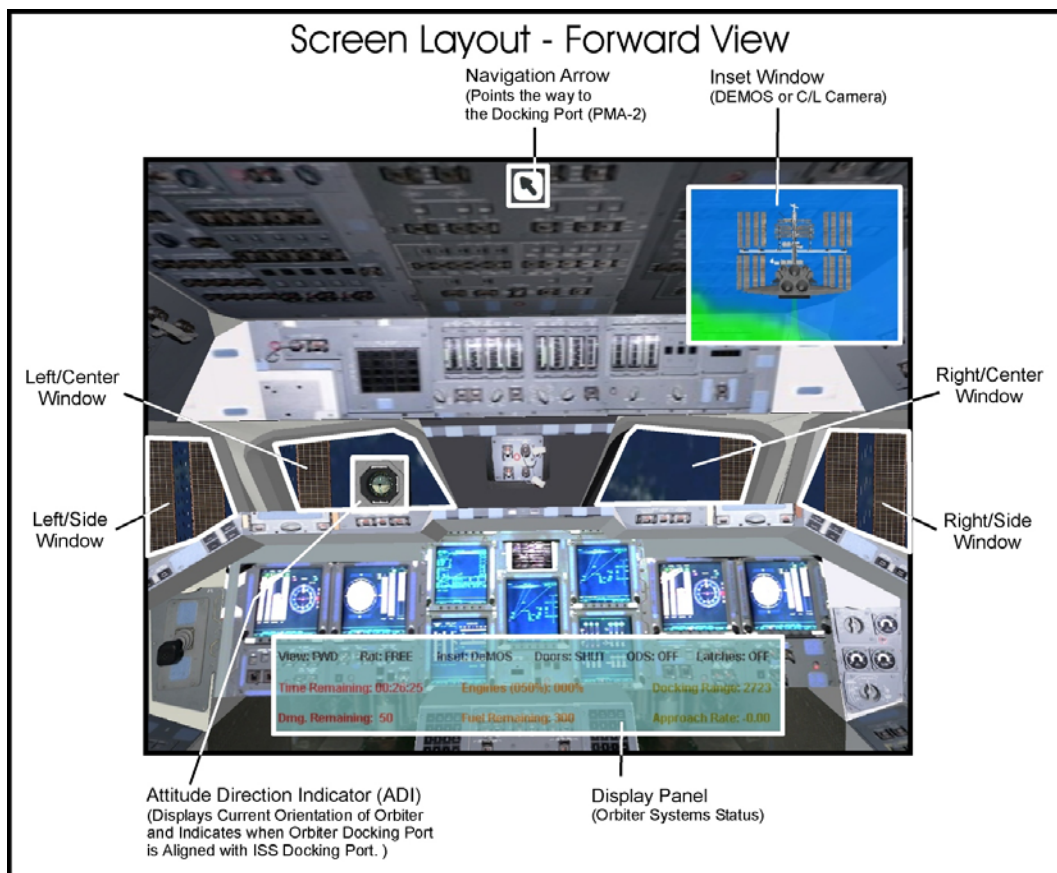 Screen Layout - Forward View
Navigation Arrow
(Points the way to
the Docking Port (PMA-2)
Inset Window
(DEMOS or C/L Camera)
Left/Center
Window
Right/Center
Window
Left/Side
Window
Right/Side
Window
View: FWD Rot: FREE Inset: DeMOS Doors: SHUT ODS: OFF Latches: OFF
Time Remaining: 00:26:25 Engines (050%): 000% Docking Range: 2723
Dmg. Remaining: 50 Fuel Remaining: 300 Approach Rate: -0.00
Attitude Direction Indicator (ADI)
(Displays Current Orientation of Orbiter
and Indicates when Orbiter Docking Port
is Aligned with ISS Docking Port. )
Display Panel
(Orbiter Systems Status)